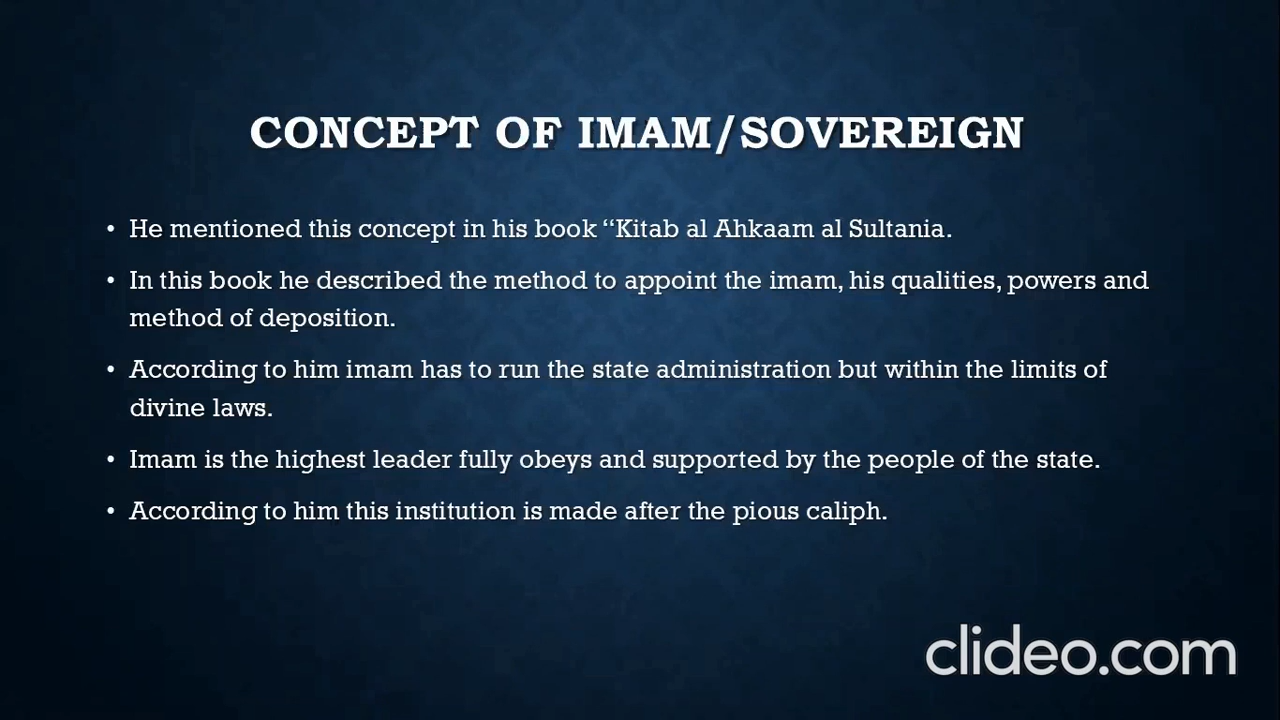 CONCEPT OF IMAM/SOVEREIGN
• He mentioned this concept in his book “Kitab al Ahkaam al Sultania.
• In this book he described the method to appoint the imam, his qualities, powers and
method of deposition.
• According to him imam has to run the state administration but within the limits of
divine laws.
• Imam is the highest leader fully obeys and supported by the people of the state.
• According to him this institution is made after the pious caliph.
clideo.com